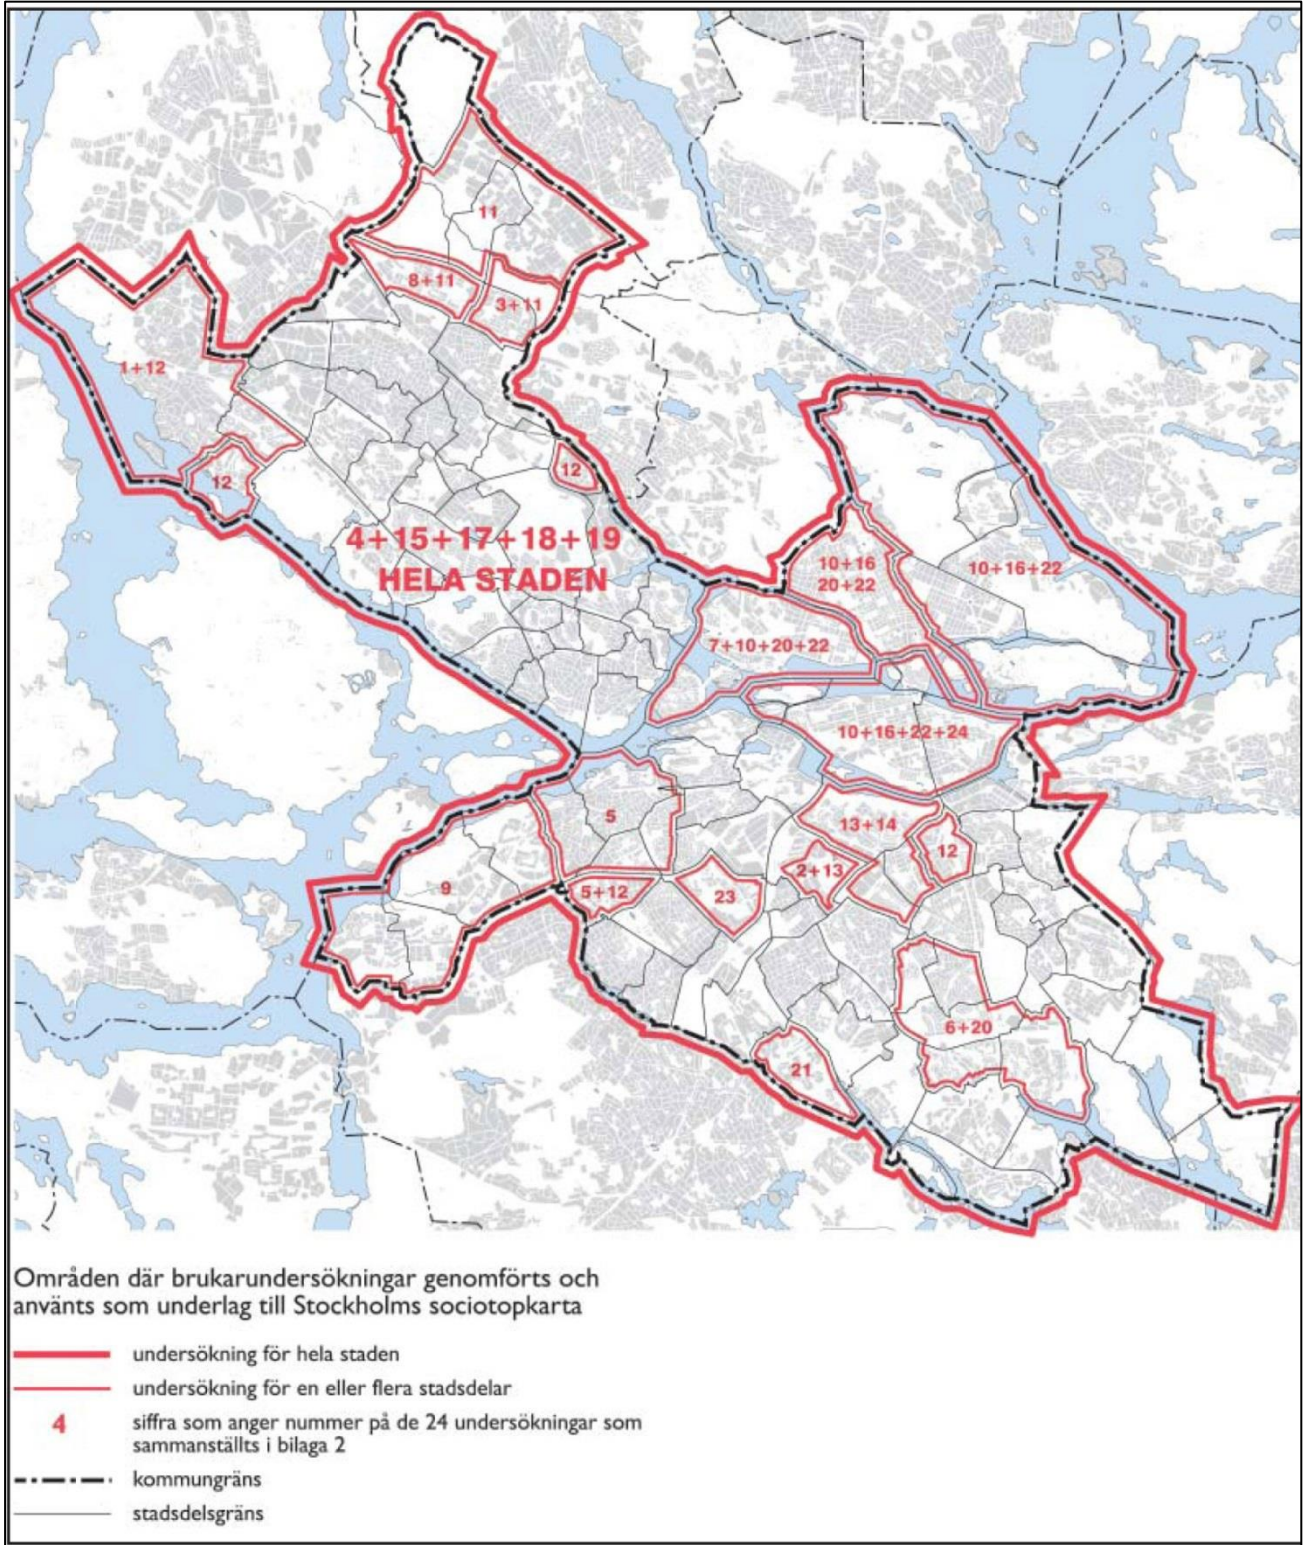 11
8+11
3+11
1+12
12
12
4+15+17+18+19
HELA STADEN
10+16
20+22
10+16+22
7+10+20+22
10+16+22+24
5
13+14
12
2+13
9
5+12
23
6+20
21
Områden där brukarundersökningar genomförts och
använts som underlag till Stockholms sociotopkarta
undersökning för hela staden
undersökning för en eller flera stadsdelar
4 siffra som anger nummer på de 24 undersökningar som
sammanställts i bilaga 2
kommungräns
stadsdelsgräns